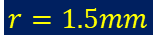 r = 1.5mm